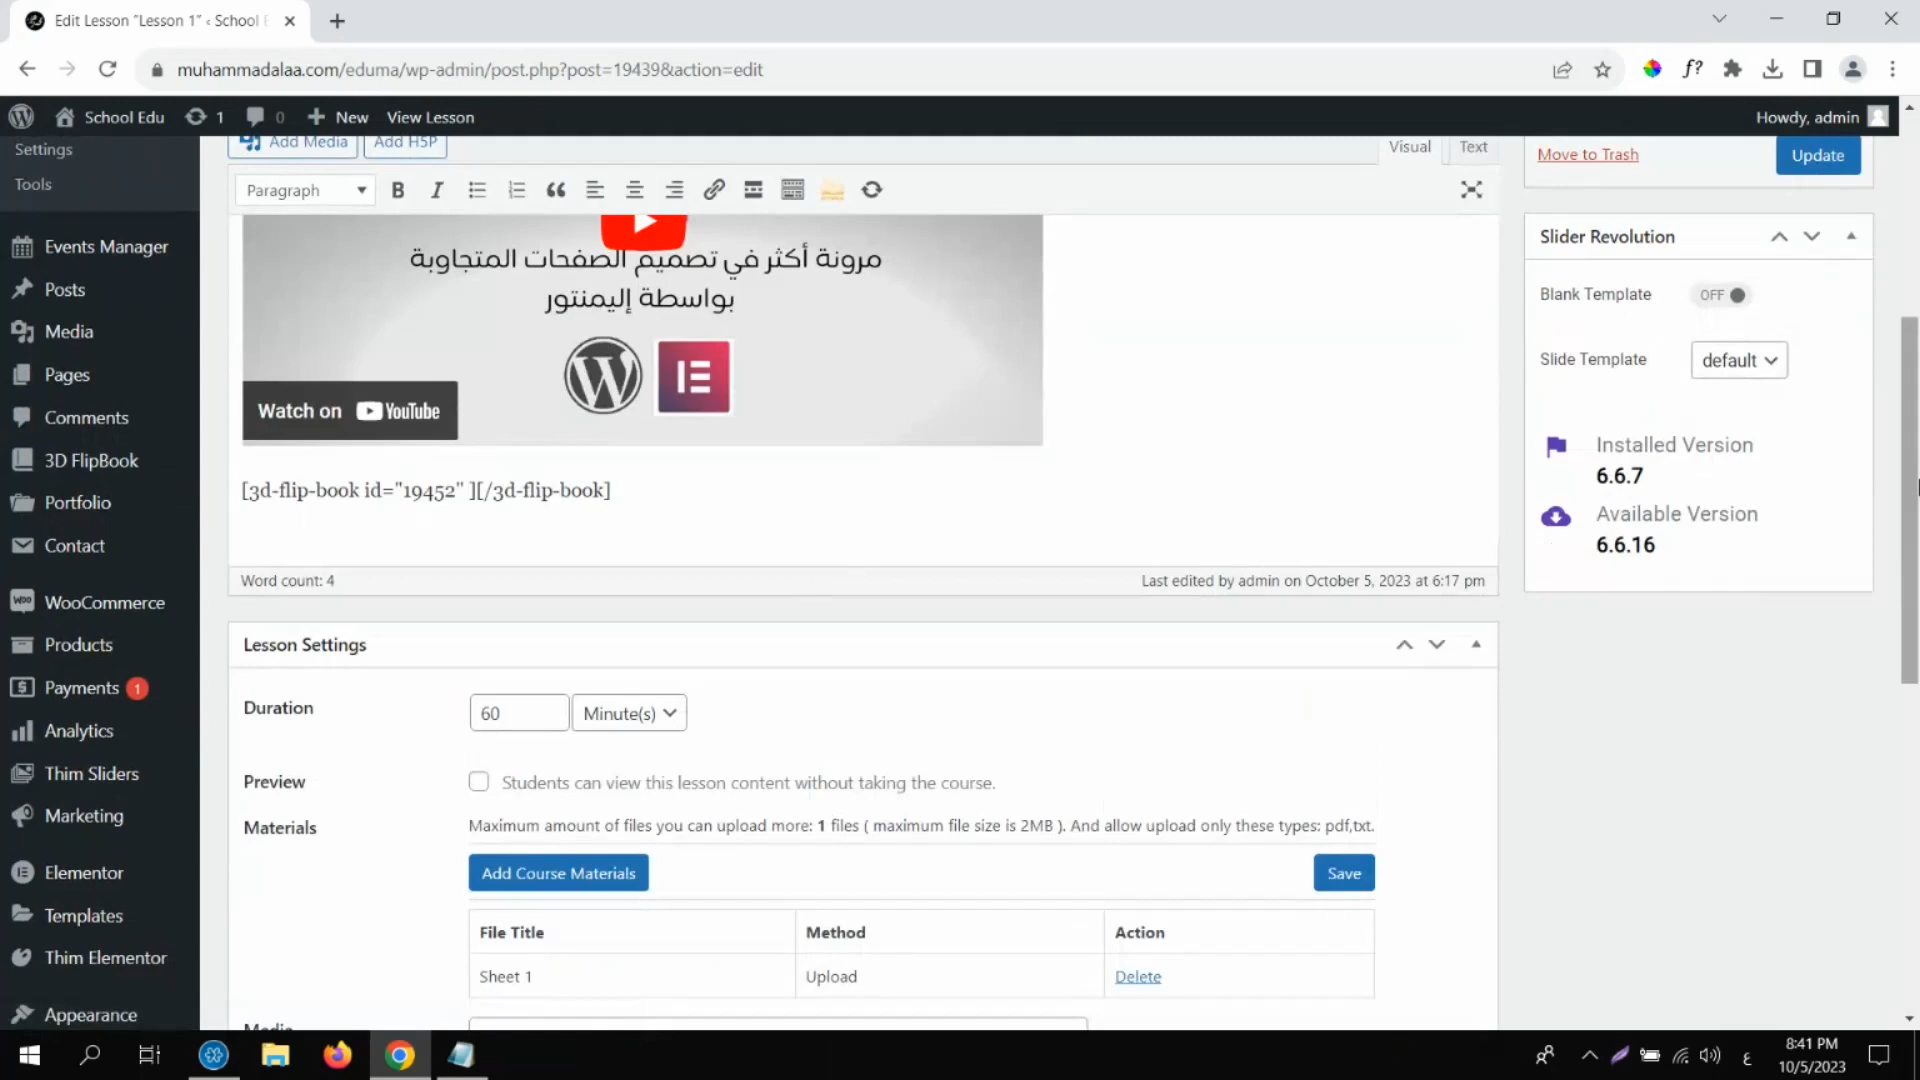 Edit Lesson "Lesson 1" ‹ School E
muhammadalaa.com/eduma/wp-admin/post.php?post=19439&action=edit
f?
School Edu
1
0
New
View Lesson
Howdy, admin
Settings
Tools
Events Manager
Posts
Media
Pages
Comments
3D FlipBook
Portfolio
Contact
WooCommerce
Products
Payments 1
Analytics
Thim Sliders
Marketing
Elementor
Templates
Thim Elementor
Appearance
Add Media
Add H5P
Visual
Text
Paragraph
مرونة أكثر في تصميم الصفحات المتجاوبة
بواسطة إليمنتور
Watch on YouTube
[3d-flip-book id="19452" ][/3d-flip-book]
Word count: 4
Last edited by admin on October 5, 2023 at 6:17 pm
Lesson Settings
Duration
60
Minute(s)
Preview
Students can view this lesson content without taking the course.
Materials
Maximum amount of files you can upload more: 1 files ( maximum file size is 2MB ). And allow upload only these types: pdf,txt.
Add Course Materials
Save
File Title
Method
Action
Sheet 1
Upload
Delete
Media
Move to Trash
Update
Slider Revolution
Blank Template
OFF
Slide Template
default
Installed Version
6.6.7
Available Version
6.6.16
ع
8:41 PM
10/5/2023